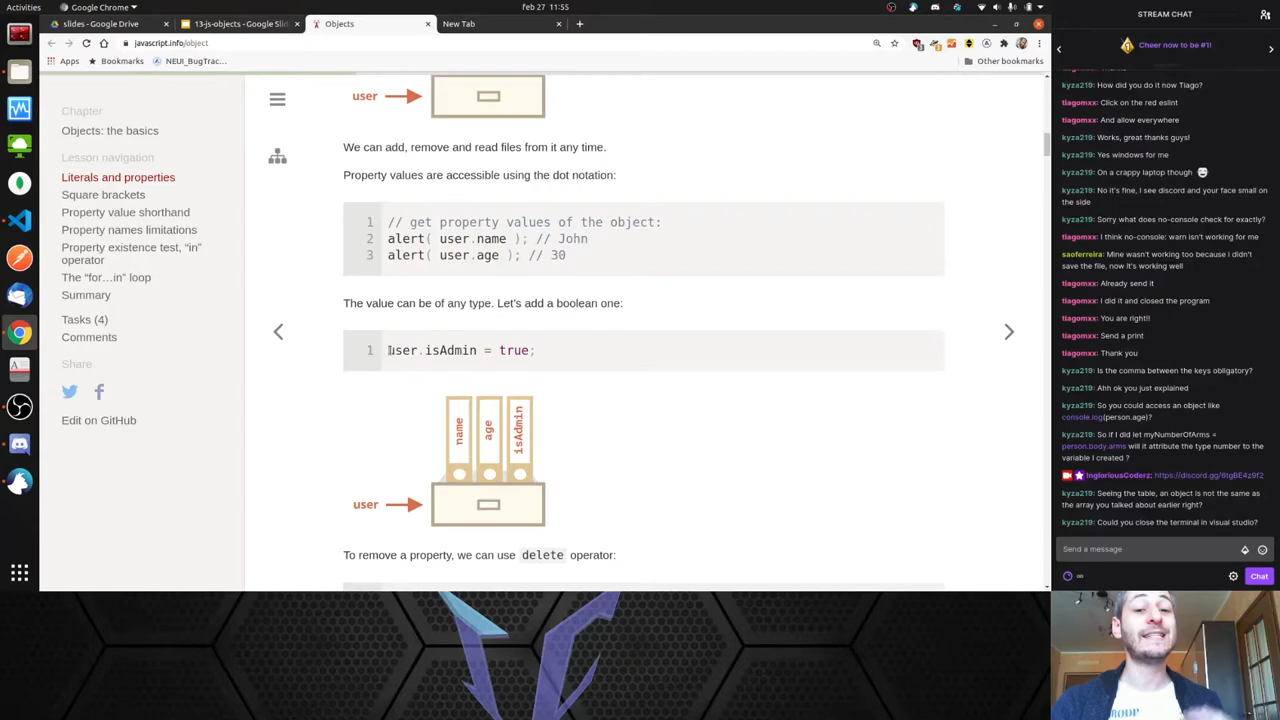 Activities
Google Chrome
feb 27 11:55
STREAM CHAT
slides - Google Drive
13-js-objects - Google Slid
Objects
New Tab
javascript.info/object
Cheer now to be #1!
Apps
Bookmarks
NEUI_BugTrac...
Other bookmarks
Chapter
Objects: the basics
Lesson navigation
Literals and properties
Square brackets
Property value shorthand
Property names limitations
Property existence test, “in”
operator
The “for…in” loop
Summary
Tasks (4)
Comments
Share
Edit on GitHub
user
We can add, remove and read files from it any time.
Property values are accessible using the dot notation:
1 // get property values of the object:
2 alert( user.name ); // John
3 alert( user.age ); // 30
The value can be of any type. Let’s add a boolean one:
1 user.isAdmin = true;
name
age
isAdmin
user
To remove a property, we can use delete operator:
kyza219: How did you do it now Tiago?
tiagomxx: Click on the red eslint
tiagomxx: And allow everywhere
kyza219: Works, great thanks guys!
tiagomxx: Yes windows for me
kyza219: On a crappy laptop though
kyza219: No it's fine, I see discord and your face small on
the side
kyza219: Sorry what does no-console check for exactly?
tiagomxx: I think no-console: warn isn't working for me
saoferreira: Mine wasn't working too because i didn't
save the file, now it's working well
tiagomxx: Already send it
tiagomxx: I did it and closed the program
tiagomxx: You are right!!
tiagomxx: Send a print
tiagomxx: Thank you
kyza219: Is the comma between the keys obligatory?
kyza219: Ahh ok you just explained
kyza219: So you could access an object like
console.log(person.age)?
kyza219: So if I did let myNumberOfArms =
person.body.arms will it attribute the type number to the
variable I created ?
IngloriousCoderz: https://discord.gg/6tgBE4z9f2
kyza219: Seeing the table, an object is not the same as
the array you talked about earlier right?
kyza219: Could you close the terminal in visual studio?
Send a message
Chat